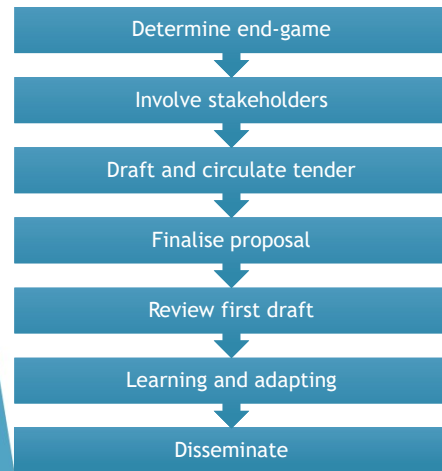 Determine end-game
Involve stakeholders
Draft and circulate tender
Finalise proposal
Review first draft
Learning and adapting
Disseminate